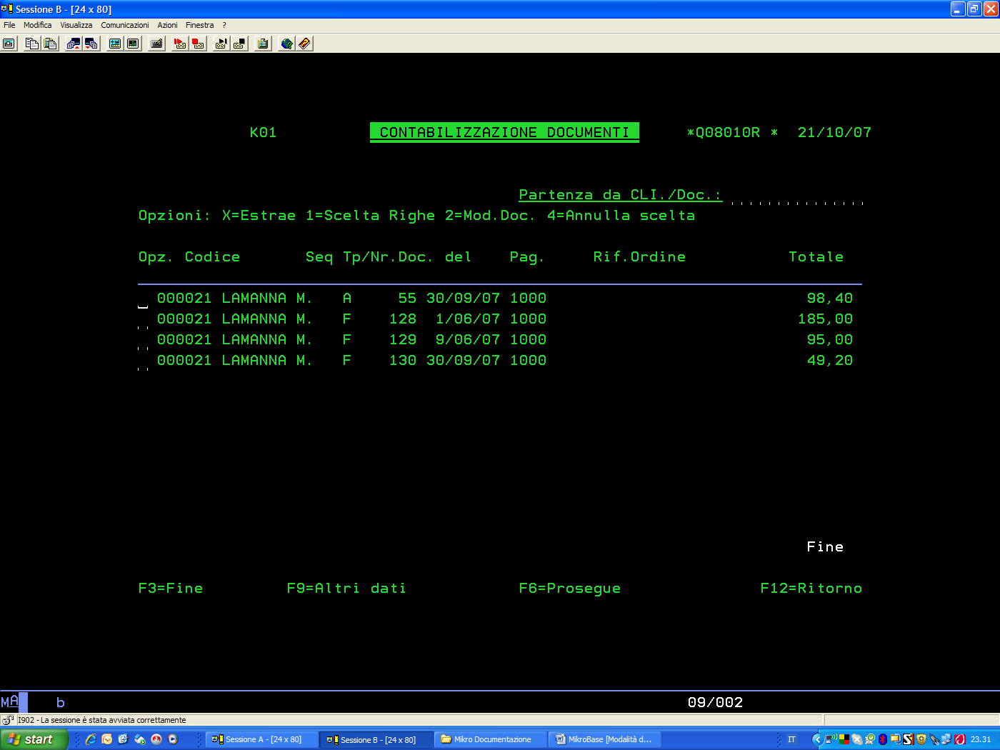 Sessione B - [24 x 80]
File Modifica Visualizza Comunicazioni Azioni Finestra ?
K01 CONTABILIZZAZIONE DOCUMENTI *Q08010R * 21/10/07
Partenza da CLI./Doc.:
Opzioni: X=Estrae 1=Scelta Righe 2=Mod.Doc. 4=Annulla scelta
Opz. Codice Seq Tp/Nr.Doc. del Pag. Rif.Ordine Totale
000021 LAMANNA M. A 55 30/09/07 1000 98,40
000021 LAMANNA M. F 128 1/06/07 1000 185,00
000021 LAMANNA M. F 129 9/06/07 1000 95,00
000021 LAMANNA M. F 130 30/09/07 1000 49,20
Fine
F3=Fine F9=Altri dati F6=Prosegue F12=Ritorno
MA b 09/002
I902 - La sessione è stata avviata correttamente
start Sessione A - [24 x 80] Sessione B - [24 x 80] Mikro Documentazione MikroBase [Modalità d... IT 23.31